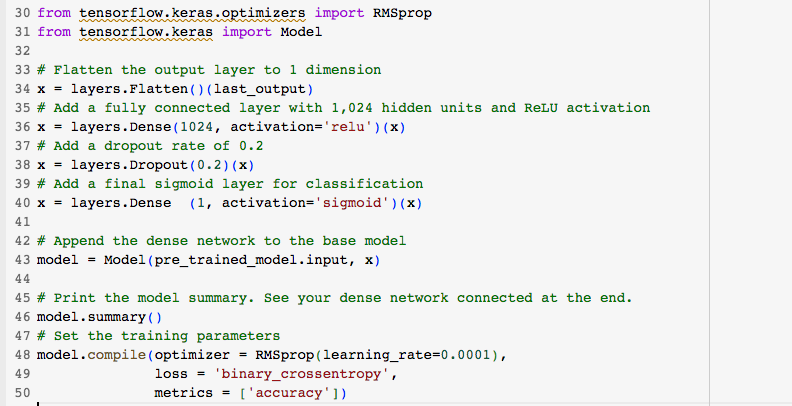 30 from tensorflow.keras.optimizers import RMSprop
31 from tensorflow.keras import Model
32
33 # Flatten the output layer to 1 dimension
34 x = layers.Flatten()(last_output)
35 # Add a fully connected layer with 1,024 hidden units and ReLU activation
36 x = layers.Dense(1024, activation='relu')(x)
37 # Add a dropout rate of 0.2
38 x = layers.Dropout(0.2)(x)
39 # Add a final sigmoid layer for classification
40 x = layers.Dense  (1, activation='sigmoid')(x)
41
42 # Append the dense network to the base model
43 model = Model(pre_trained_model.input, x)
44
45 # Print the model summary. See your dense network connected at the end.
46 model.summary()
47 # Set the training parameters
48 model.compile(optimizer = RMSprop(learning_rate=0.0001),
49               loss = 'binary_crossentropy',
50               metrics = ['accuracy'])